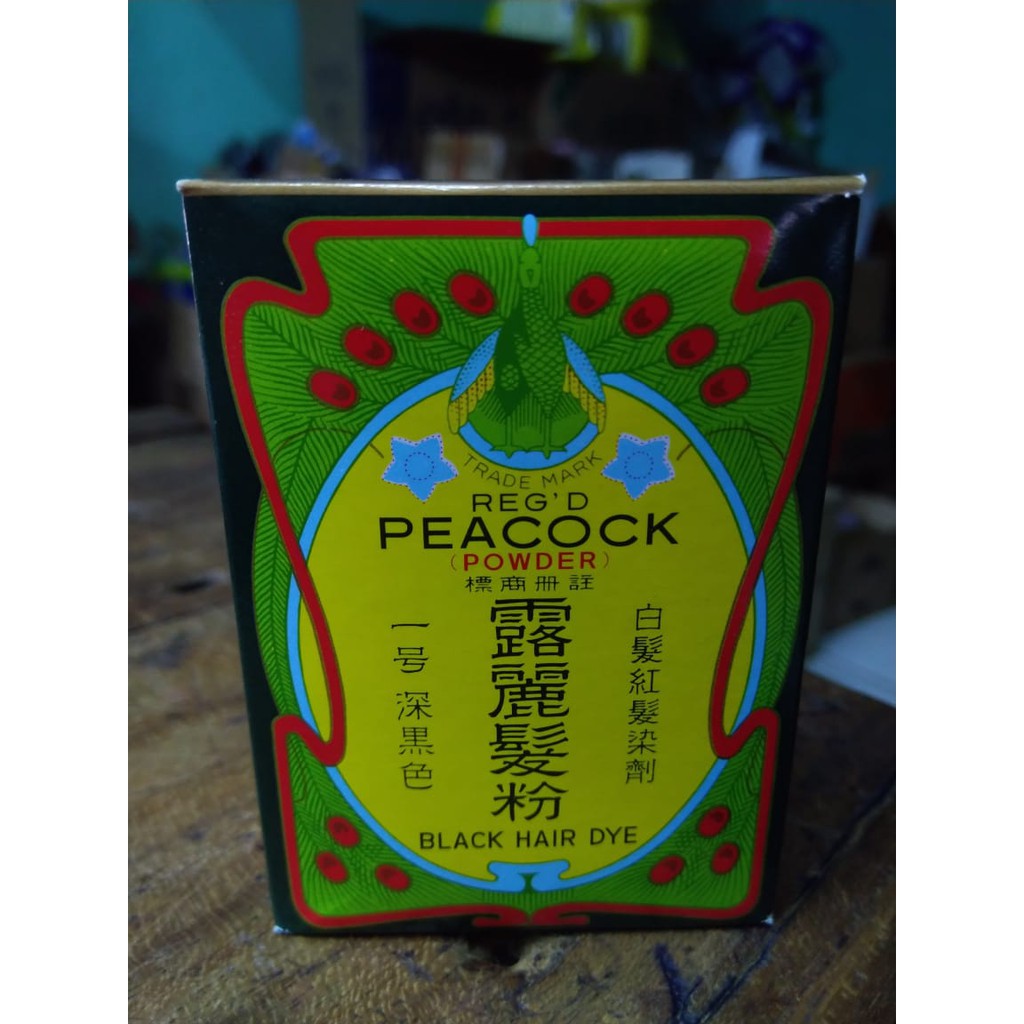 TRADE MARK
REG'D
PEACOCK
(POWDER)
標商冊註
白髮紅髮染劑
露麗髮粉
一号 深黒色
BLACK HAIR DYE